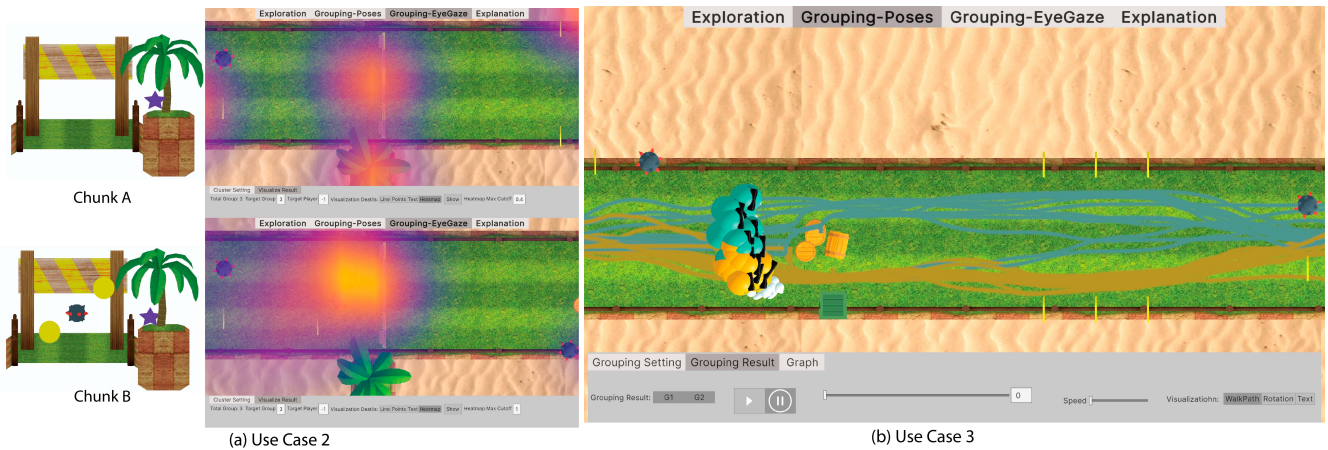 Exploration Grouping-Poses Grouping-EyeGaze Explanation
Cluster Setting Visualize Result
Total Group: 3 Target Group 3 Target Player -1 Visualization Deatils: Line Points Text Heatmap Show Heatmap Max Cutoff 0.4
Chunk A
Exploration Grouping-Poses Grouping-EyeGaze Explanation
Cluster Setting Visualize Result
Total Group: 3 Target Group 3 Target Player -1 Visualization Deatils: Line Points Text Heatmap Show Heatmap Max Cutoff 1
Chunk B
(a) Use Case 2
Exploration Grouping-Poses Grouping-EyeGaze Explanation
Grouping Setting Grouping Result Graph
Grouping Result: G1 G2 0 Speed Visualizatiohn: WalkPath Rotation Text
(b) Use Case 3